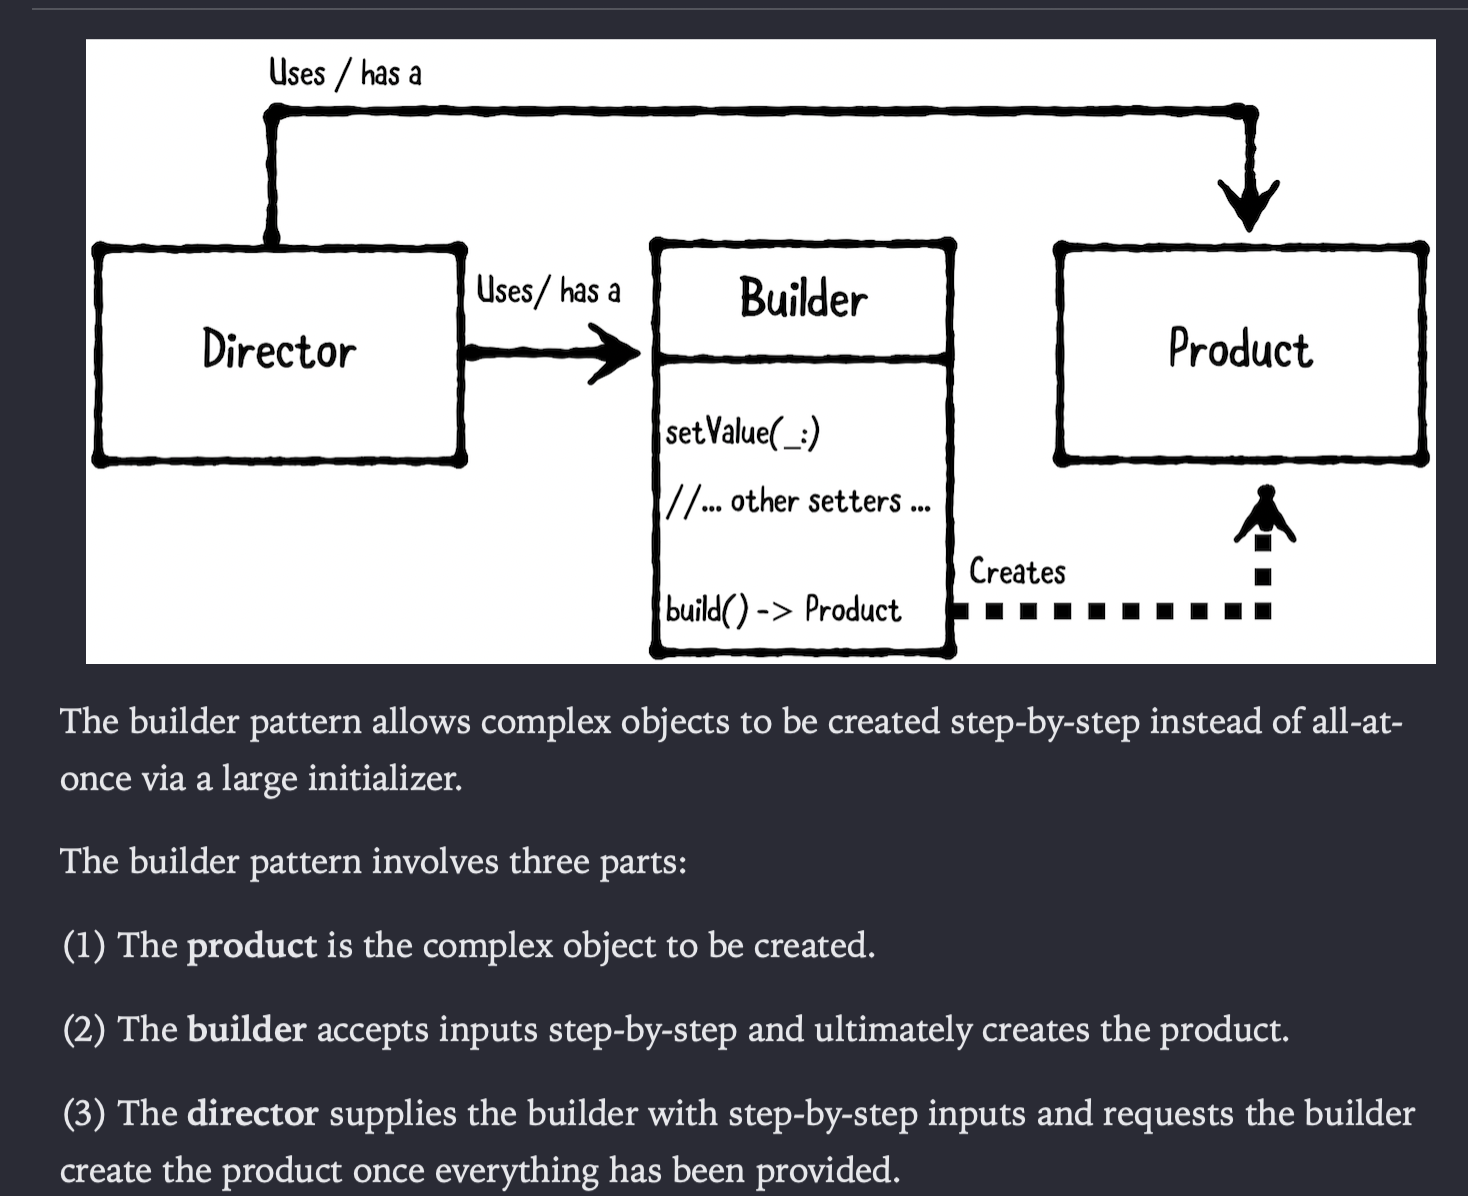 Uses / has a
Director
Uses/ has a
Builder
setValue(_:)
//... other setters ...
build() -> Product
Creates
Product
The builder pattern allows complex objects to be created step-by-step instead of all-at-
once via a large initializer.
The builder pattern involves three parts:
(1) The product is the complex object to be created.
(2) The builder accepts inputs step-by-step and ultimately creates the product.
(3) The director supplies the builder with step-by-step inputs and requests the builder
create the product once everything has been provided.